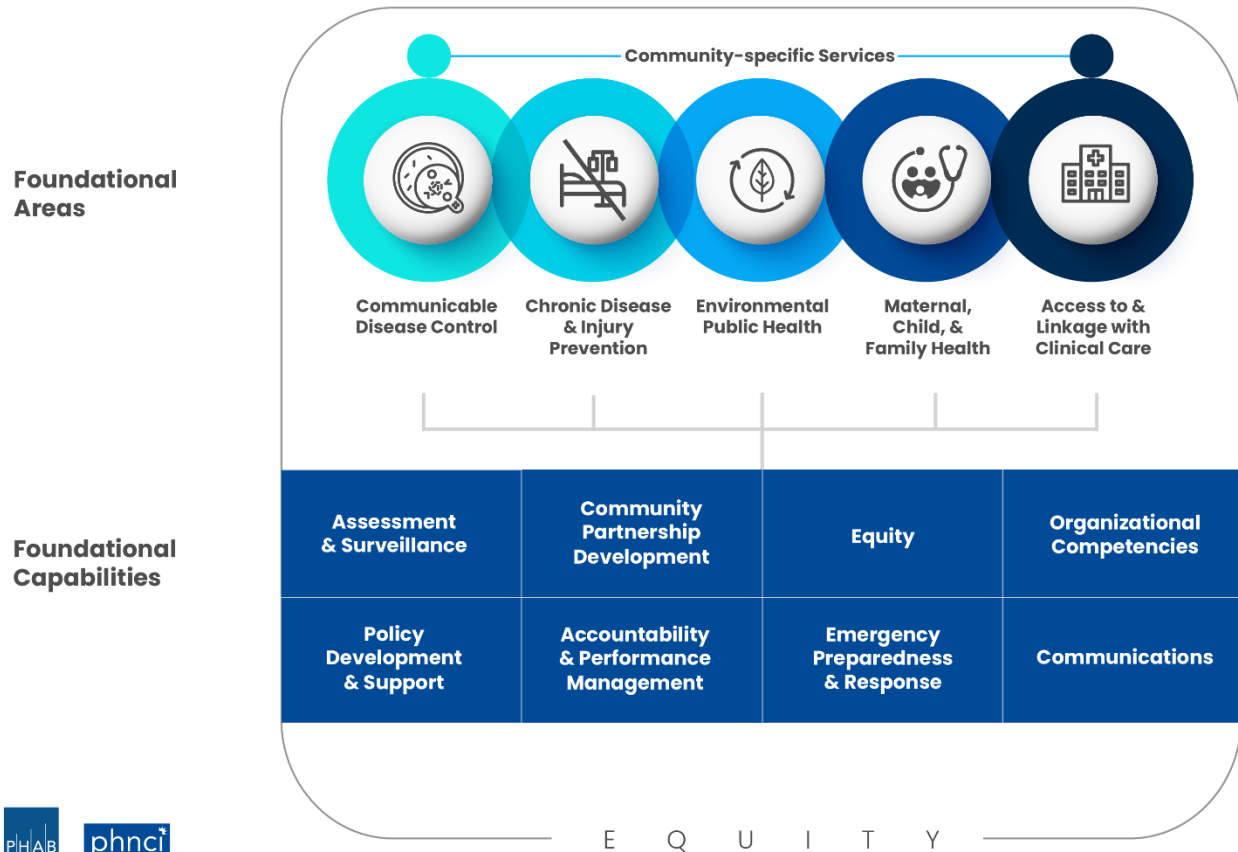 Community-specific Services
Foundational
Areas
Communicable
Disease Control
Chronic Disease
& Injury
Prevention
Environmental
Public Health
Maternal,
Child, &
Family Health
Access to &
Linkage with
Clinical Care
Foundational
Capabilities
Assessment
& Surveillance
Community
Partnership
Development
Equity
Organizational
Competencies
Policy
Development
& Support
Accountability
& Performance
Management
Emergency
Preparedness
& Response
Communications
PHAB
phnci
E Q U I T Y